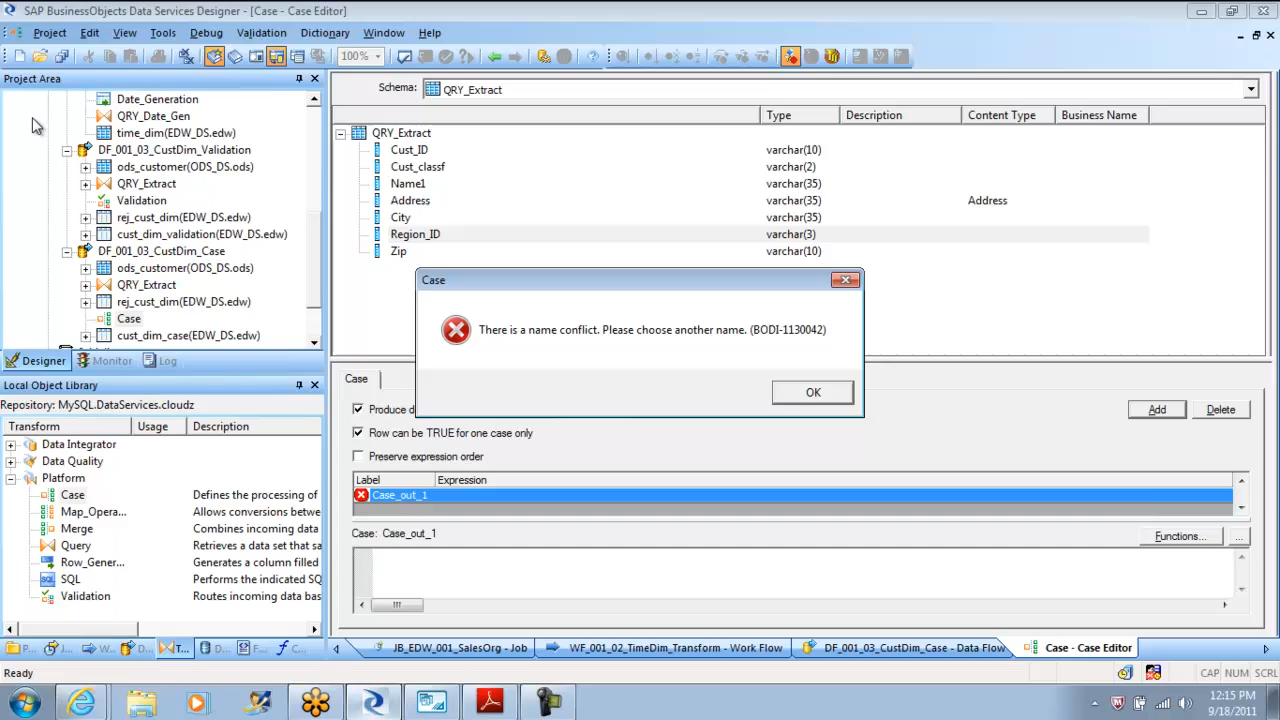 SAP BusinessObjects Data Services Designer - [Case - Case Editor]
Project Edit View Tools Debug Validation Dictionary Window Help
100%
Project Area
Date_Generation
QRY_Date_Gen
time_dim(EDW_DS.edw)
DF_001_03_CustDim_Validation
ods_customer(ODS_DS.ods)
QRY_Extract
Validation
rej_cust_dim(EDW_DS.edw)
cust_dim_validation(EDW_DS.edw)
DF_001_03_CustDim_Case
ods_customer(ODS_DS.ods)
QRY_Extract
rej_cust_dim(EDW_DS.edw)
Case
cust_dim_case(EDW_DS.edw)
Designer Monitor Log
Local Object Library
Repository: MySQL.DataServices.cloudz
Transform Usage Description
Data Integrator
Data Quality
Platform
Case Defines the processing of
Map_Opera... Allows conversions betwe
Merge Combines incoming data
Query Retrieves a data set that sa
Row_Gener... Generates a column filled
SQL Performs the indicated SQ
Validation Routes incoming data bas
P... J... W... D... T... D... F... C...
Schema: QRY_Extract
Type Description Content Type Business Name
QRY_Extract
Cust_ID varchar(10)
Cust_classf varchar(2)
Name1 varchar(35)
Address varchar(35) Address
City varchar(35)
Region_ID varchar(3)
Zip varchar(10)
Case
There is a name conflict. Please choose another name. (BODI-1130042)
OK
Case
Produce d
Add Delete
Row can be TRUE for one case only
Preserve expression order
Label Expression
Case_out_1
Case: Case_out_1
Functions... ...
JB_EDW_001_SalesOrg - Job WF_001_02_TimeDim_Transform - Work Flow DF_001_03_CustDim_Case - Data Flow Case - Case Editor
Ready
CAP NUM SCRL
12:15 PM
9/18/2011